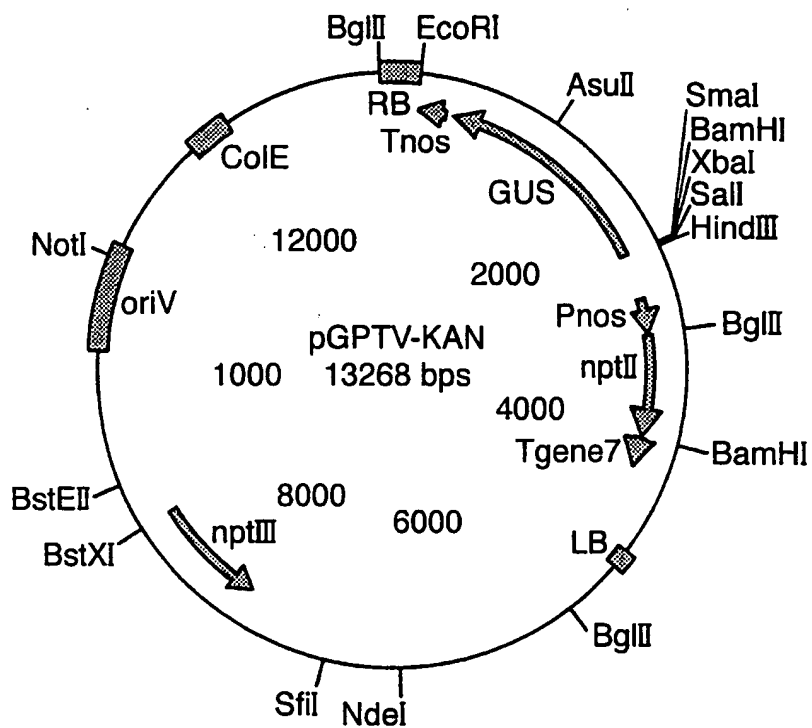 BglII
EcoRI
RB
Tnos
AsuII
SmaI
BamHI
XbaI
SalI
HindIII
GUS
ColE
12000
2000
NotI
oriV
Pnos
BglII
pGPTV-KAN
13268 bps
nptII
1000
4000
Tgene7
BamHI
BstEII
8000
6000
nptIII
BstXI
LB
BglII
SfiI
NdeI